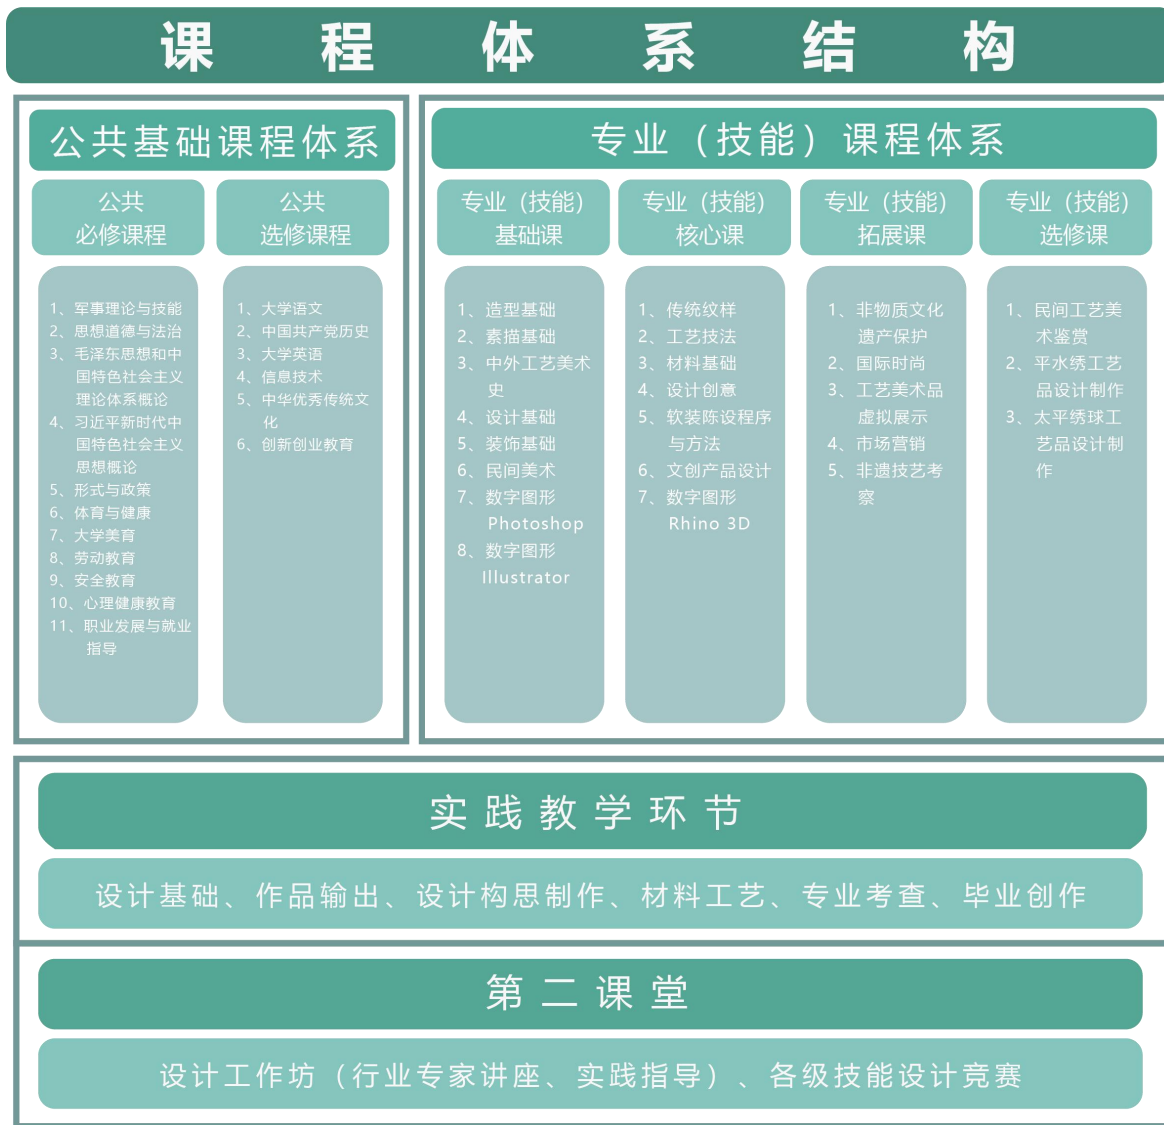 课程体系结构
公共基础课程体系
公共
必修课程
1、军事理论与技能
2、思想道德与法治
3、毛泽东思想和中
国特色社会主义
理论体系概论
4、习近平新时代中
国特色社会主义
思想概论
5、形式与政策
6、体育与健康
7、大学美育
8、劳动教育
9、安全教育
10、心理健康教育
11、职业发展与就业
指导
公共
选修课程
1、大学语文
2、中国共产党历史
3、大学英语
4、信息技术
5、中华优秀传统文
化
6、创新创业教育
专业（技能）课程体系
专业（技能）
基础课
1、造型基础
2、素描基础
3、中外工艺美术
史
4、设计基础
5、装饰基础
6、民间美术
7、数字图形
Photoshop
8、数字图形
Illustrator
专业（技能）
核心课
1、传统纹样
2、工艺技法
3、材料基础
4、设计创意
5、软装陈设程序
与方法
6、文创产品设计
7、数字图形
Rhino 3D
专业（技能）
拓展课
1、非物质文化
遗产保护
2、国际时尚
3、工艺美术品
虚拟展示
4、市场营销
5、非遗技艺考
察
专业（技能）
选修课
1、民间工艺美
术鉴赏
2、平水绣工艺
品设计制作
3、太平绣球工
艺品设计制
作
实践教学环节
设计基础、作品输出、设计构思制作、材料工艺、专业考查、毕业创作
第二课堂
设计工作坊（行业专家讲座、实践指导）、各级技能设计竞赛